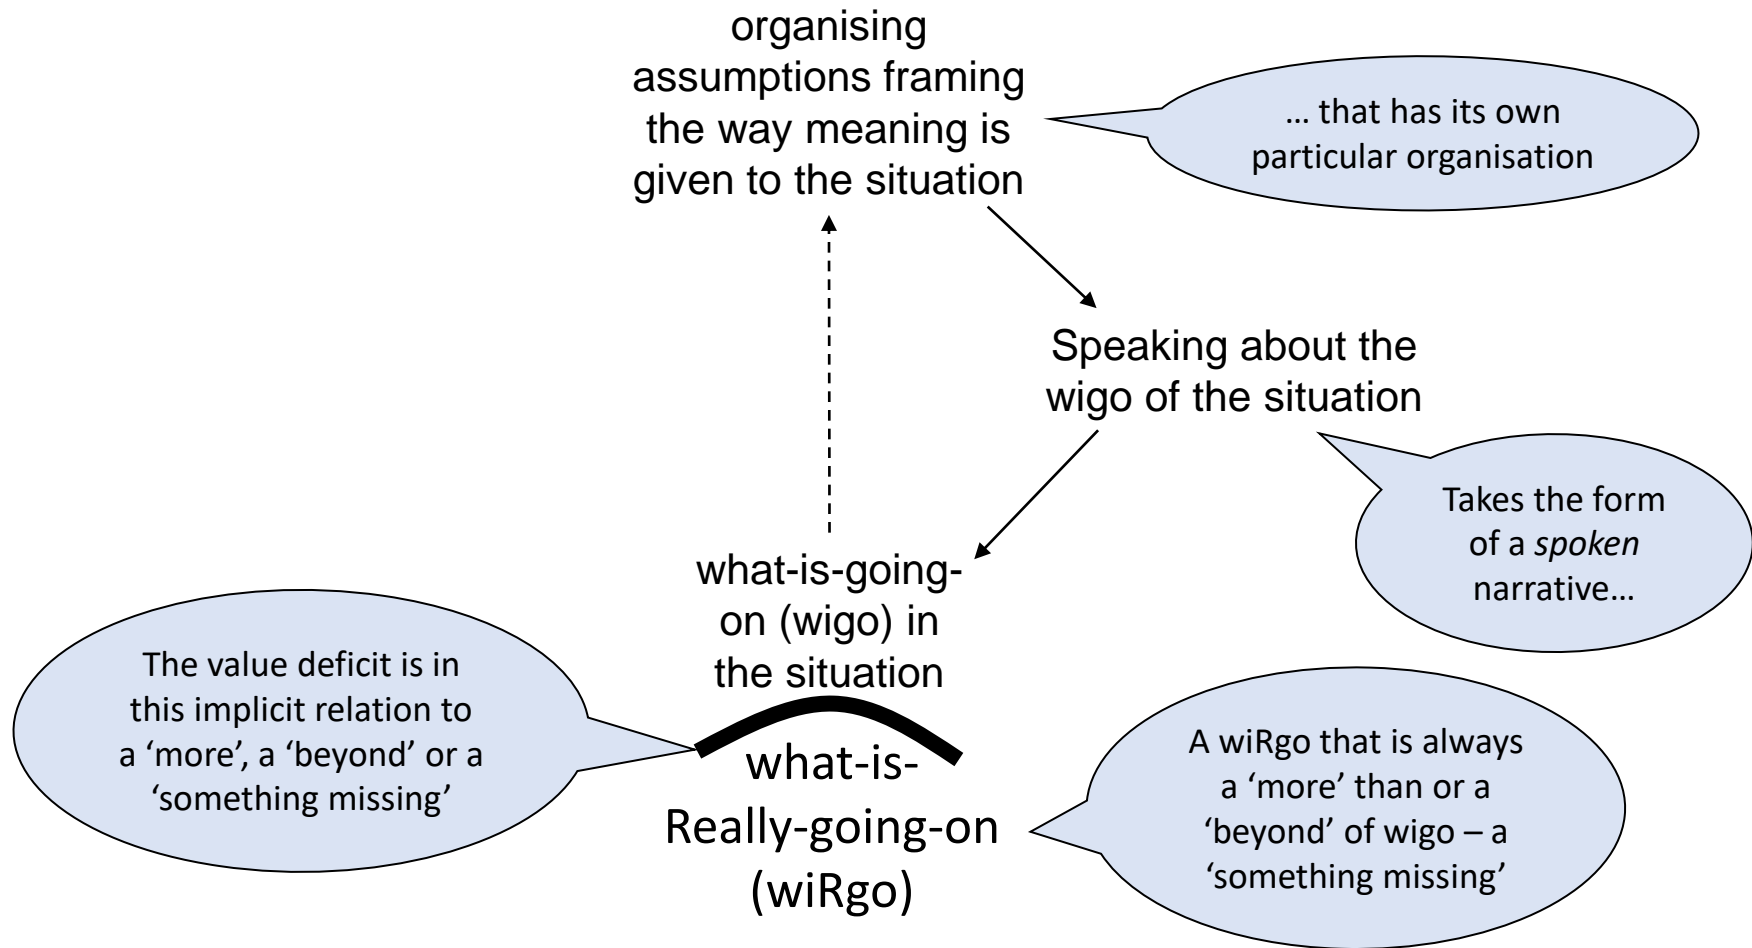 organising
assumptions framing
the way meaning is
given to the situation
… that has its own
particular organisation
Speaking about the
wigo of the situation
Takes the form
of a spoken
narrative…
what-is-going-
on (wigo) in
the situation
The value deficit is in
this implicit relation to
a ‘more’, a ‘beyond’ or a
‘something missing’
what-is-
Really-going-on
(wiRgo)
A wiRgo that is always
a ‘more’ than or a
‘beyond’ of wigo – a
‘something missing’